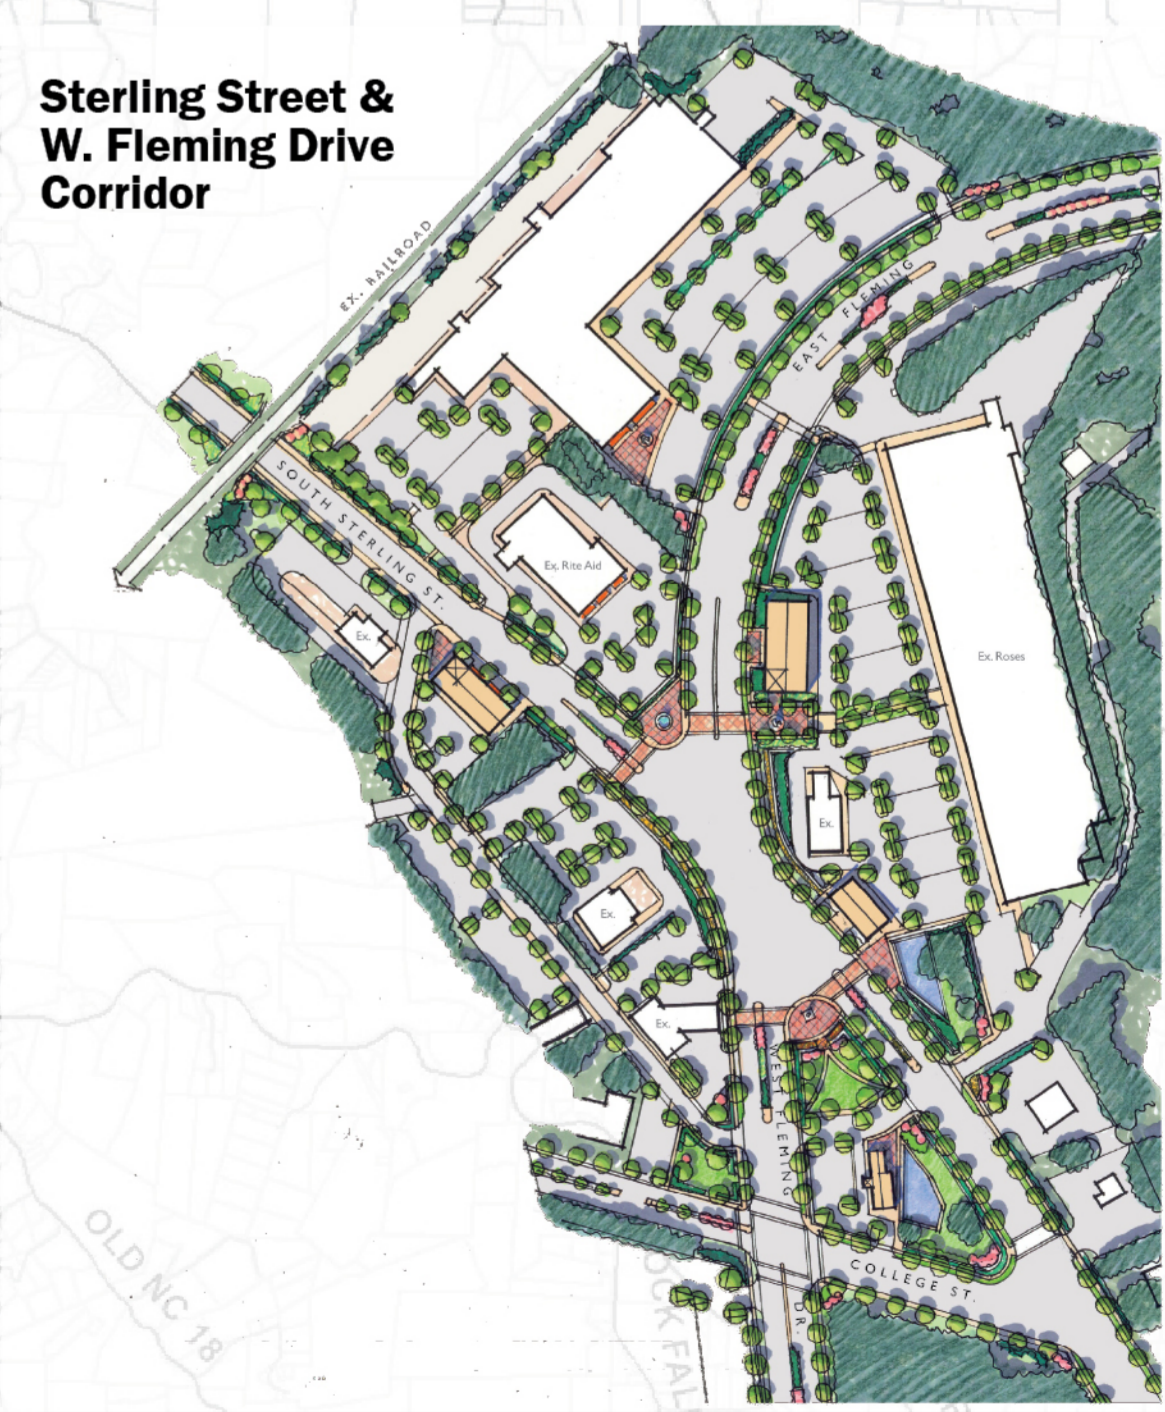 Sterling Street &
W. Fleming Drive
Corridor
EX. RAILROAD
EAST FLEMING
SOUTH STERLING ST.
Ex. Rite Aid
Ex.
Ex. Roses
Ex.
Ex.
Ex.
WEST FLEMING
DR.
COLLEGE ST.
OLD NC 18